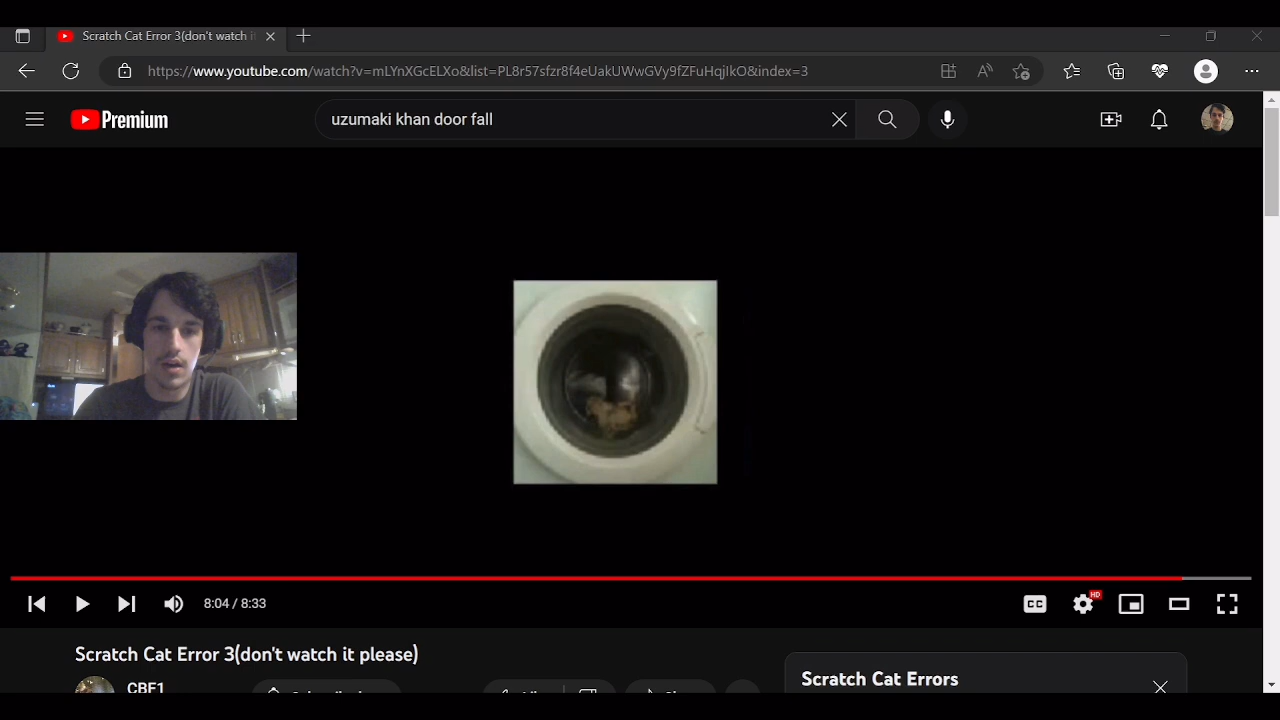 Scratch Cat Error 3(don't watch it
https://www.youtube.com/watch?v=mLYnXGcELXo&list=PL8r57sfzr8f4eUakUWwGVy9fZFuHqjIkO&index=3
Premium
uzumaki khan door fall
8:04 / 8:33
CC
HD
Scratch Cat Error 3(don't watch it please)
CBF1
Scratch Cat Errors